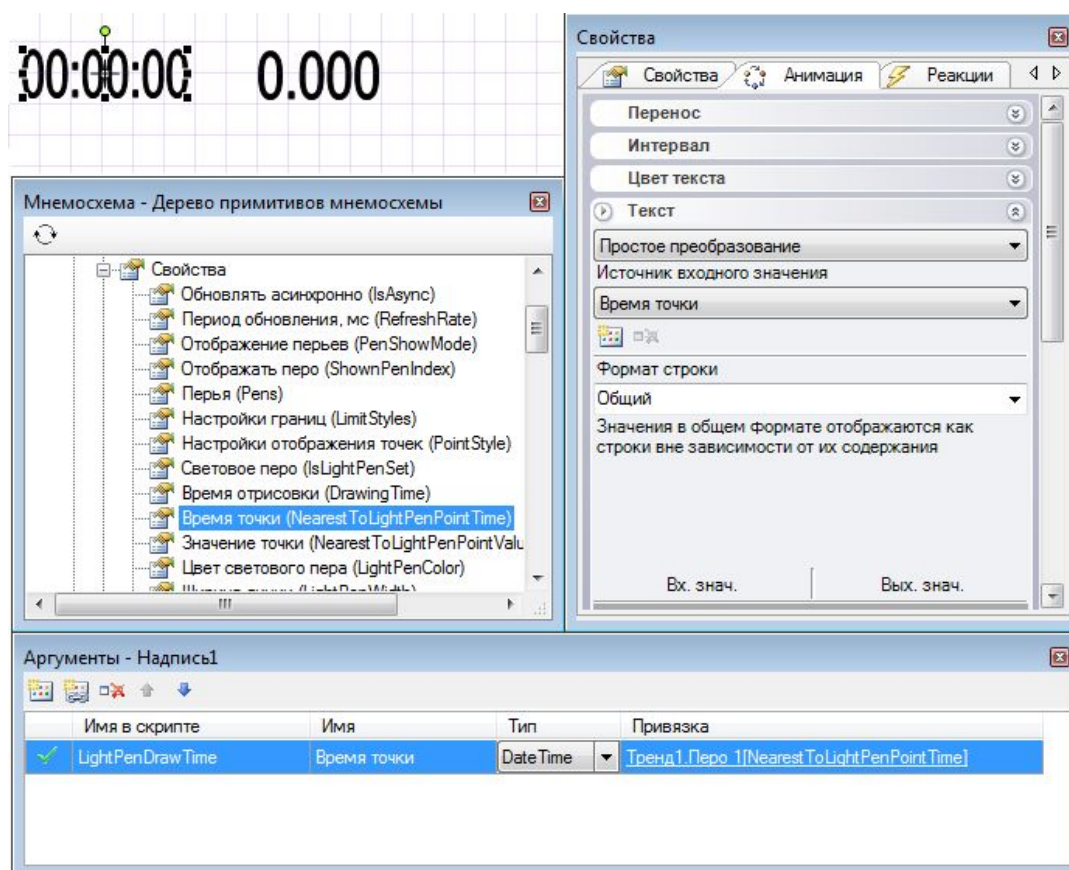 00:00:00 0.000
Свойства
Свойства Анимация Реакции
Перенос
Интервал
Цвет текста
Текст
Простое преобразование
Источник входного значения
Время точки
Формат строки
Общий
Значения в общем формате отображаются как
строки вне зависимости от их содержания
Вх. знач. Вых. знач.
Мнемосхема - Дерево примитивов мнемосхемы
Свойства
Обновлять асинхронно (IsAsync)
Период обновления, мс (RefreshRate)
Отображение перьев (PenShowMode)
Отображать перо (ShownPenIndex)
Перья (Pens)
Настройки границ (LimitStyles)
Настройки отображения точек (PointStyle)
Световое перо (IsLightPenSet)
Время отрисовки (DrawingTime)
Время точки (NearestToLightPenPointTime)
Значение точки (NearestToLightPenPointValu
Цвет светового пера (LightPenColor)
Аргументы - Надпись1
Имя в скрипте Имя Тип Привязка
LightPenDrawTime Время точки DateTime Тренд1.Перо 1[NearestToLightPenPointTime]